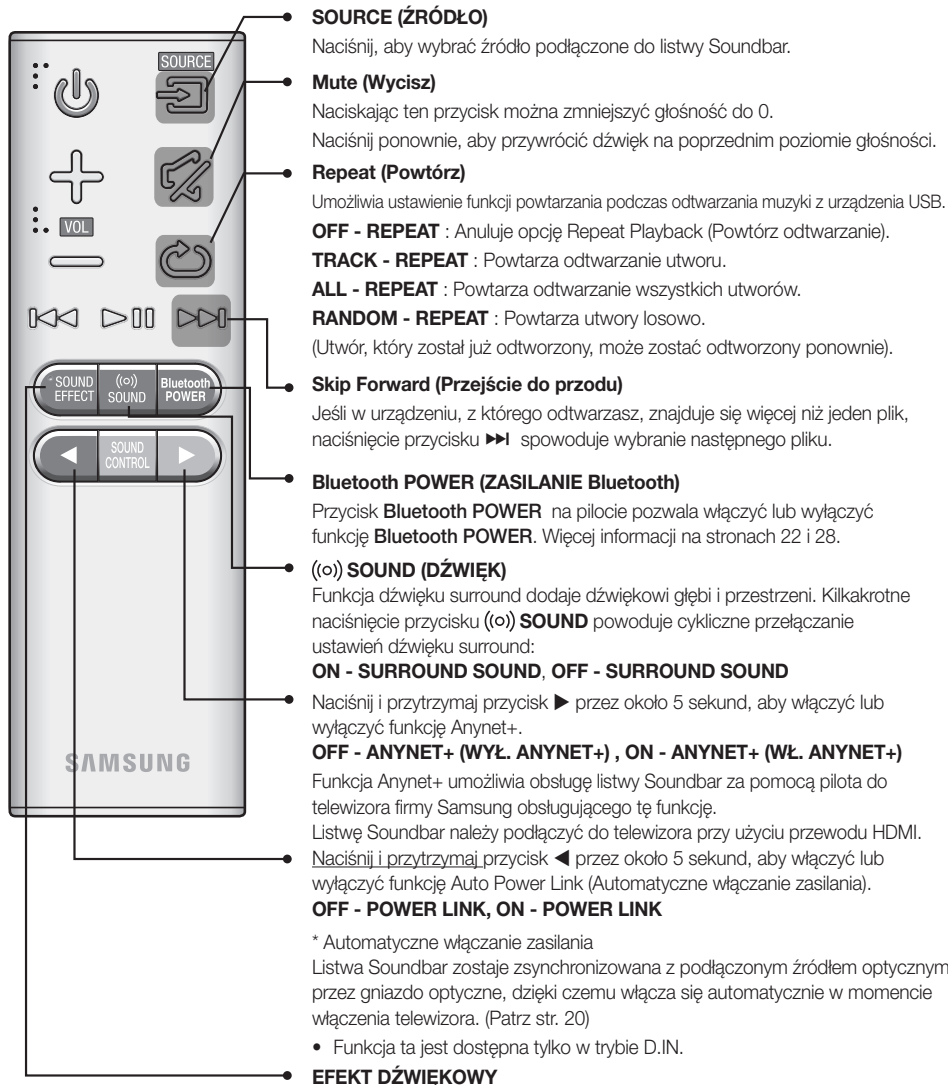 SOURCE (ŹRÓDŁO)
Naciśnij, aby wybrać źródło podłączone do listwy Soundbar.
Mute (Wycisz)
Naciskając ten przycisk można zmniejszyć głośność do 0.
Naciśnij ponownie, aby przywrócić dźwięk na poprzednim poziomie głośności.
Repeat (Powtórz)
Umożliwia ustawienie funkcji powtarzania podczas odtwarzania muzyki z urządzenia USB.
OFF - REPEAT : Anuluje opcję Repeat Playback (Powtórz odtwarzanie).
TRACK - REPEAT : Powtarza odtwarzanie utworu.
ALL - REPEAT : Powtarza odtwarzanie wszystkich utworów.
RANDOM - REPEAT : Powtarza utwory losowo.
(Utwór, który został już odtworzony, może zostać odtworzony ponownie).
Skip Forward (Przejście do przodu)
Jeśli w urządzeniu, z którego odtwarzasz, znajduje się więcej niż jeden plik,
naciśnięcie przycisku ▶▶I spowoduje wybranie następnego pliku.
Bluetooth POWER (ZASILANIE Bluetooth)
Przycisk Bluetooth POWER na pilocie pozwala włączyć lub wyłączyć
funkcję Bluetooth POWER. Więcej informacji na stronach 22 i 28.
((o)) SOUND (DŹWIĘK)
Funkcja dźwięku surround dodaje dźwiękowi głębi i przestrzeni. Kilkakrotne
naciśnięcie przycisku ((o)) SOUND powoduje cykliczne przełączanie
ustawień dźwięku surround:
ON - SURROUND SOUND, OFF - SURROUND SOUND
Naciśnij i przytrzymaj przycisk ▶ przez około 5 sekund, aby włączyć lub
wyłączyć funkcję Anynet+.
OFF - ANYNET+ (WYŁ. ANYNET+) , ON - ANYNET+ (WŁ. ANYNET+)
Funkcja Anynet+ umożliwia obsługę listwy Soundbar za pomocą pilota do
telewizora firmy Samsung obsługującego tę funkcję.
Listwę Soundbar należy podłączyć do telewizora przy użyciu przewodu HDMI.
Naciśnij i przytrzymaj przycisk ◀ przez około 5 sekund, aby włączyć lub
wyłączyć funkcję Auto Power Link (Automatyczne włączanie zasilania).
OFF - POWER LINK, ON - POWER LINK
* Automatyczne włączanie zasilania
Listwa Soundbar zostaje zsynchronizowana z podłączonym źródłem optycznym
przez gniazdo optyczne, dzięki czemu włącza się automatycznie w momencie
włączenia telewizora. (Patrz str. 20)
• Funkcja ta jest dostępna tylko w trybie D.IN.
EFEKT DŹWIĘKOWY
SOURCE
VOL
* SOUND
EFFECT
((o))
SOUND
Bluetooth
POWER
SOUND
CONTROL
SAMSUNG